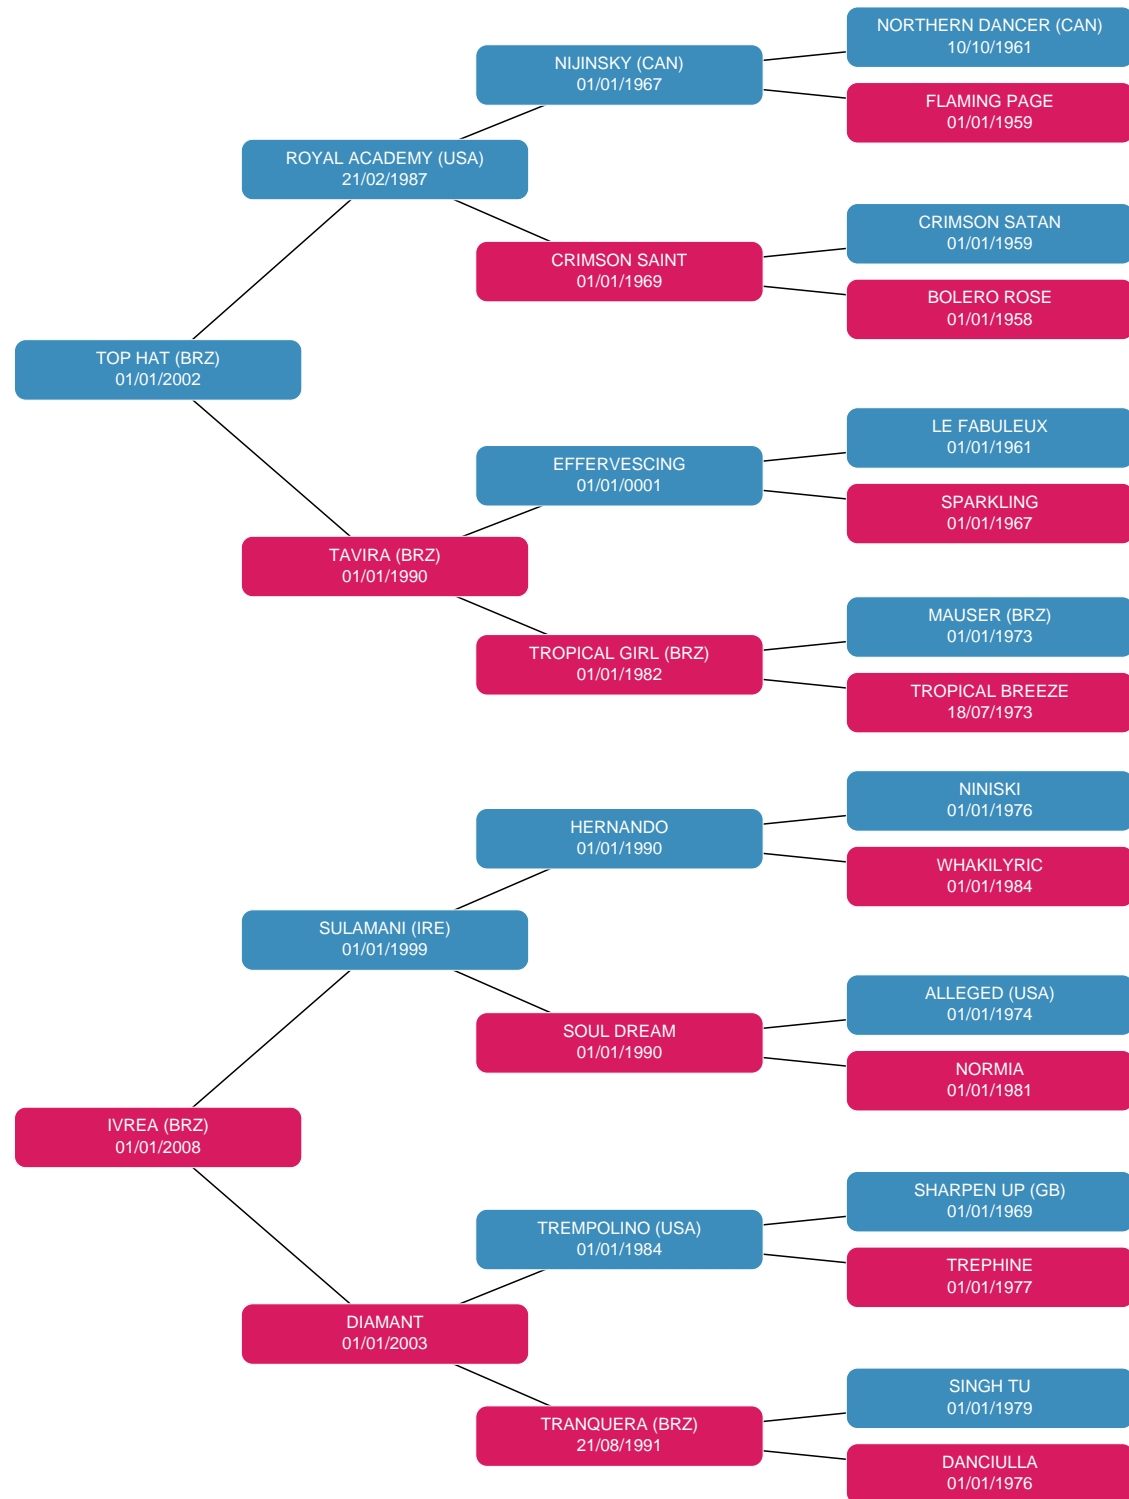 NORTHERN DANCER (CAN)
10/10/1961
NIJINSKY (CAN)
01/01/1967
FLAMING PAGE
01/01/1959
ROYAL ACADEMY (USA)
21/02/1987
CRIMSON SATAN
01/01/1959
CRIMSON SAINT
01/01/1969
BOLERO ROSE
01/01/1958
TOP HAT (BRZ)
01/01/2002
LE FABULEUX
01/01/1961
EFFERVESCING
01/01/0001
SPARKLING
01/01/1967
TAVIRA (BRZ)
01/01/1990
MAUSER (BRZ)
01/01/1973
TROPICAL GIRL (BRZ)
01/01/1982
TROPICAL BREEZE
18/07/1973
NINISKI
01/01/1976
HERNANDO
01/01/1990
WHAKILYRIC
01/01/1984
SULAMANI (IRE)
01/01/1999
ALLEGED (USA)
01/01/1974
SOUL DREAM
01/01/1990
NORMIA
01/01/1981
IVREA (BRZ)
01/01/2008
SHARPEN UP (GB)
01/01/1969
TREMPOLINO (USA)
01/01/1984
TREPHINE
01/01/1977
DIAMANT
01/01/2003
SINGH TU
01/01/1979
TRANQUERA (BRZ)
21/08/1991
DANCIULLA
01/01/1976